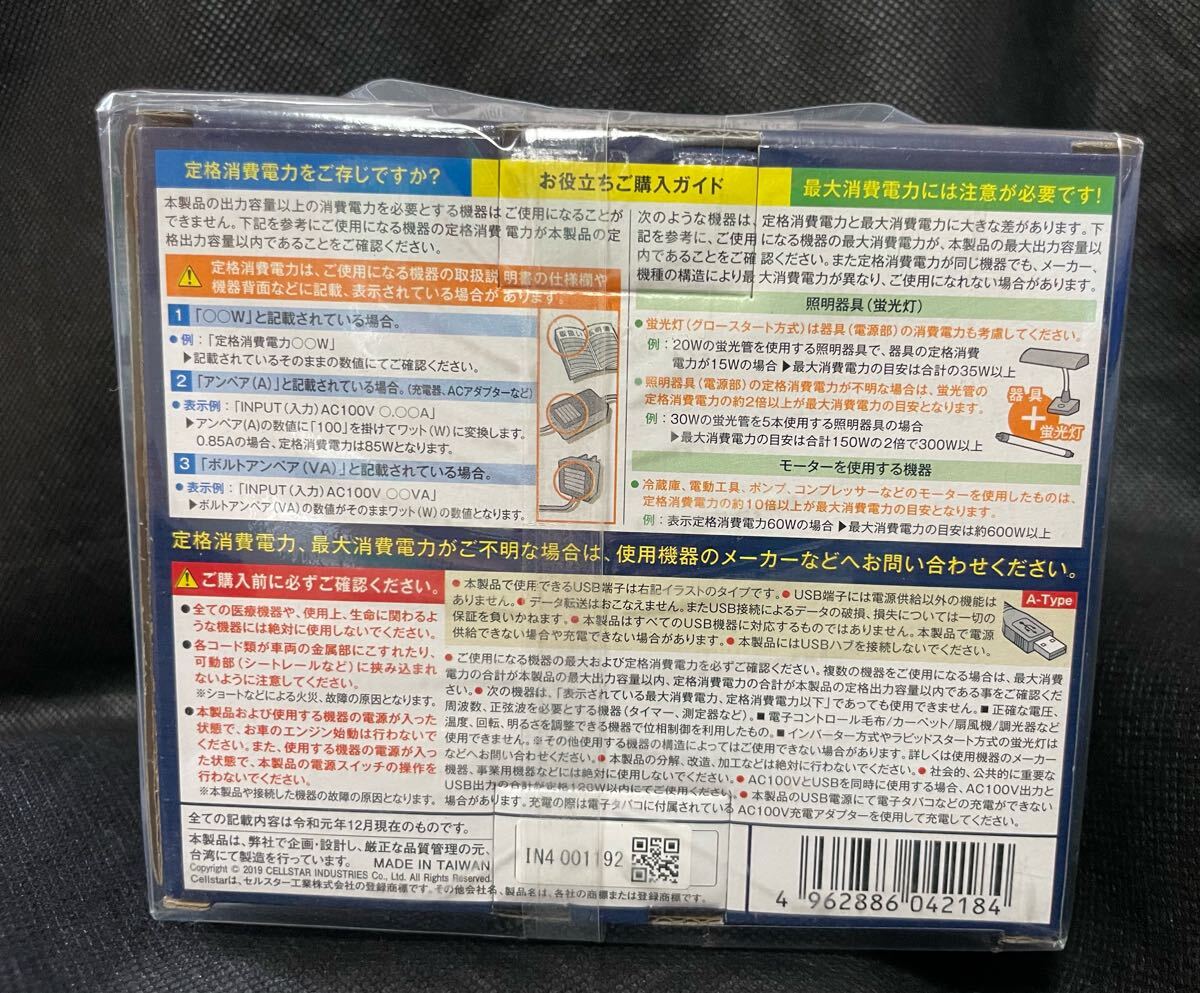 定格消費電力をご存じですか?
お役立ちご購入ガイド
最大消費電力には注意が必要です!
本製品の出力容量以上の消費電力を必要とする機器はご使用になることが
できません。下記を参考にご使用になる機器の定格消費電力が本製品の定
格出力容量以内であることをご確認ください。
定格消費電力は、ご使用になる機器の取扱説明書の仕様欄や
機器背面などに記載、表示されている場合があります。
1 「○○W」と記載されている場合。
●例:「定格消費電力○○W」
▶記載されているそのままの数値にてご確認ください。
2 「アンペア(A)」と記載されている場合。(充電器、ACアダプターなど)
●表示例:「INPUT(入力)AC100V ○.○○A」
▶アンペア(A)の数値に「100」を掛けてワット(W)に変換します。
0.85Aの場合、定格消費電力は85Wとなります。
3 「ボルトアンペア(VA)」と記載されている場合。
●表示例:「INPUT(入力)AC100V ○○VA」
▶ボルトアンペア(VA)の数値がそのままワット(W)の数値となります。
取扱い説明書
次のような機器は、定格消費電力と最大消費電力に大きな差があります。下
記を参考に、ご使用になる機器の最大消費電力が、本製品の最大出力容量以
内であることをご確認ください。また定格消費電力が同じ機器でも、メーカー、
機種の構造により最大消費電力が異なり、ご使用になれない場合があります。
照明器具(蛍光灯)
●蛍光灯(グロースタート方式)は器具(電源部)の消費電力も考慮してください。
例:20Wの蛍光管を使用する照明器具で、器具の定格消費
電力が15Wの場合 ▶最大消費電力の目安は合計の35W以上
●照明器具(電源部)の定格消費電力が不明な場合は、蛍光管の
定格消費電力の約2倍以上が最大消費電力の目安となります。
例:30Wの蛍光管を5本使用する照明器具の場合
▶最大消費電力の目安は合計150Wの2倍で300W以上
器具
+
蛍光灯
モーターを使用する機器
●冷蔵庫、電動工具、ポンプ、コンプレッサーなどのモーターを使用したものは、
定格消費電力の約10倍以上が最大消費電力の目安となります。
例:表示定格消費電力60Wの場合 ▶最大消費電力の目安は約600W以上
定格消費電力、最大消費電力がご不明な場合は、使用機器のメーカーなどへお問い合わせください。
ご購入前に必ずご確認ください。
●全ての医療機器や、使用上、生命に関わるよ
うな機器には絶対に使用しないでください。
●各コード類が車両の金属部にこすれたり、
可動部(シートレールなど)に挟み込まれ
ないように注意してください。
※ショートなどによる火災、故障の原因となります。
●本製品および使用する機器の電源が入った
状態で、お車のエンジン始動は行わないで
ください。また、使用する機器の電源が入っ
た状態で、本製品の電源スイッチの操作を
行わないでください。
※本製品や接続した機器の故障の原因となります。
●本製品で使用できるUSB端子は右記イラストのタイプです。●USB端子には電源供給以外の機能は
ありません。●データ転送はおこなえません。またUSB接続によるデータの破損、損失については一切の
保証を負いかねます。●本製品はすべてのUSB機器に対応するものではありません。本製品で電源
供給できない場合や充電できない場合があります。●本製品にはUSBハブを接続しないでください。
A-Type
●ご使用になる機器の最大および定格消費電力を必ずご確認ください。複数の機器をご使用になる場合は、最大消費
電力の合計が本製品の最大出力容量以内、定格消費電力の合計が本製品の定格出力容量以内である事をご確認くだ
さい。●次の機器は、「表示されている最大消費電力、定格消費電力以下」であっても使用できません。■正確な電圧、
周波数、正弦波を必要とする機器(タイマー、測定器など)。■電子コントロール毛布/カーペット/扇風機/調光器など
温度、回転、明るさを調整できる機器で位相制御を利用したもの。■インバーター方式やラピッドスタート方式の蛍光灯は
使用できません。※その他使用する機器の構造によってはご使用できない場合があります。詳しくは使用機器のメーカー
などへお問い合わせください。●本製品の分解、改造、加工などは絶対に行わないでください。●社会的、公共的に重要な
機器、事業用機器などには絶対に使用しないでください。●AC100VとUSBを同時に使用する場合、AC100V出力と
USB出力の合計が定格120W以内にてご使用ください。●本製品のUSB電源にて電子タバコなどの充電ができない
場合があります。充電の際は電子タバコに付属されているAC100V充電アダプターを使用して充電してください。
全ての記載内容は令和元年12月現在のものです。
本製品は、弊社で企画・設計し、厳正な品質管理の元、
台湾にて製造を行っています。 MADE IN TAIWAN
Copyright © 2019 CELLSTAR INDUSTRIES Co., Ltd. All Rights Reserved.
Cellstarは、セルスター工業株式会社の登録商標です。その他会社名、製品名は、各社の商標または登録商標です。
IN4 001192
4 962886 042184